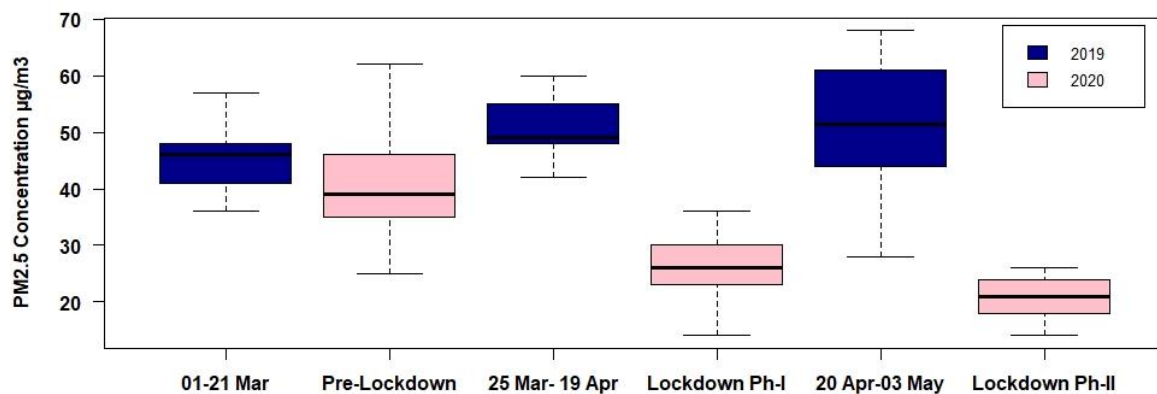 PM2.5 Concentration µg/m3
70
60
50
40
30
20
2019
2020
01-21 Mar
Pre-Lockdown
25 Mar- 19 Apr
Lockdown Ph-I
20 Apr-03 May
Lockdown Ph-II